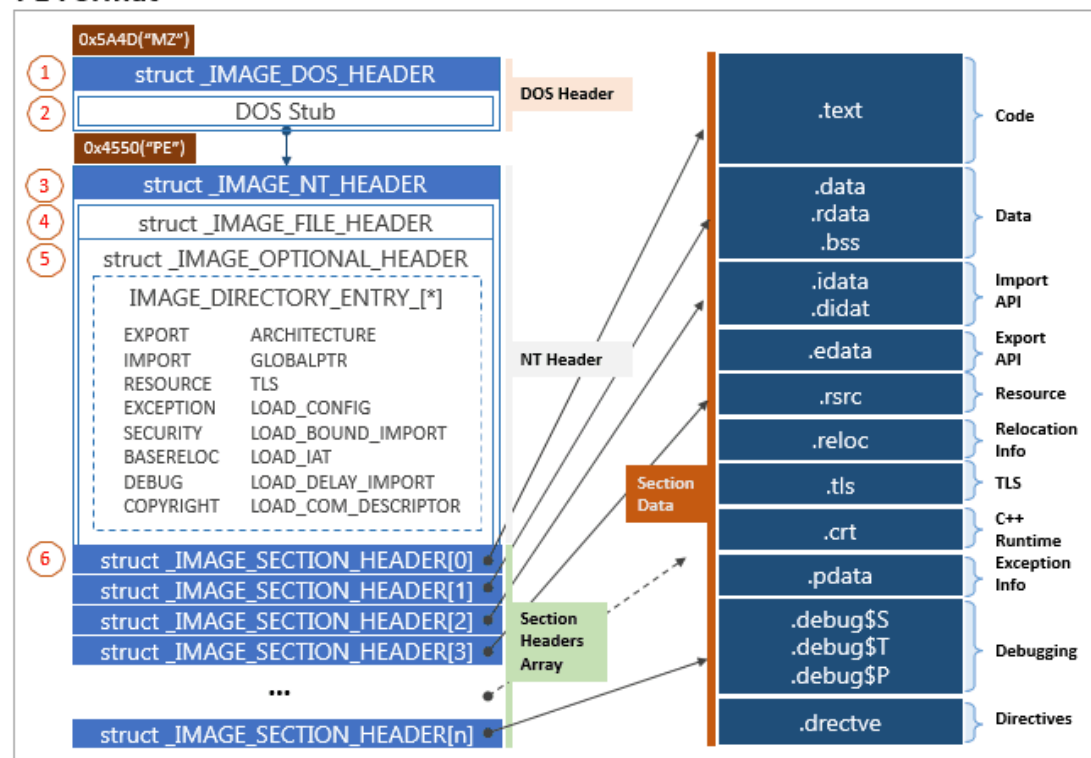 0x5A4D("MZ")
1
struct _IMAGE_DOS_HEADER
2
DOS Stub
DOS Header
0x4550("PE")
3
struct _IMAGE_NT_HEADER
4
struct _IMAGE_FILE_HEADER
5
struct _IMAGE_OPTIONAL_HEADER
IMAGE_DIRECTORY_ENTRY_[*]
EXPORT ARCHITECTURE
IMPORT GLOBALPTR
RESOURCE TLS
EXCEPTION LOAD_CONFIG
SECURITY LOAD_BOUND_IMPORT
BASERELOC LOAD_IAT
DEBUG LOAD_DELAY_IMPORT
COPYRIGHT LOAD_COM_DESCRIPTOR
NT Header
6
struct _IMAGE_SECTION_HEADER[0]
struct _IMAGE_SECTION_HEADER[1]
struct _IMAGE_SECTION_HEADER[2]
struct _IMAGE_SECTION_HEADER[3]
...
struct _IMAGE_SECTION_HEADER[n]
Section
Headers
Array
Section
Data
.text
Code
.data
.rdata
.bss
Data
.idata
.didat
Import
API
.edata
Export
API
.rsrc
Resource
.reloc
Relocation
Info
.tls
TLS
.crt
C++
Runtime
.pdata
Exception
Info
.debug$S
.debug$T
.debug$P
Debugging
.drectve
Directives